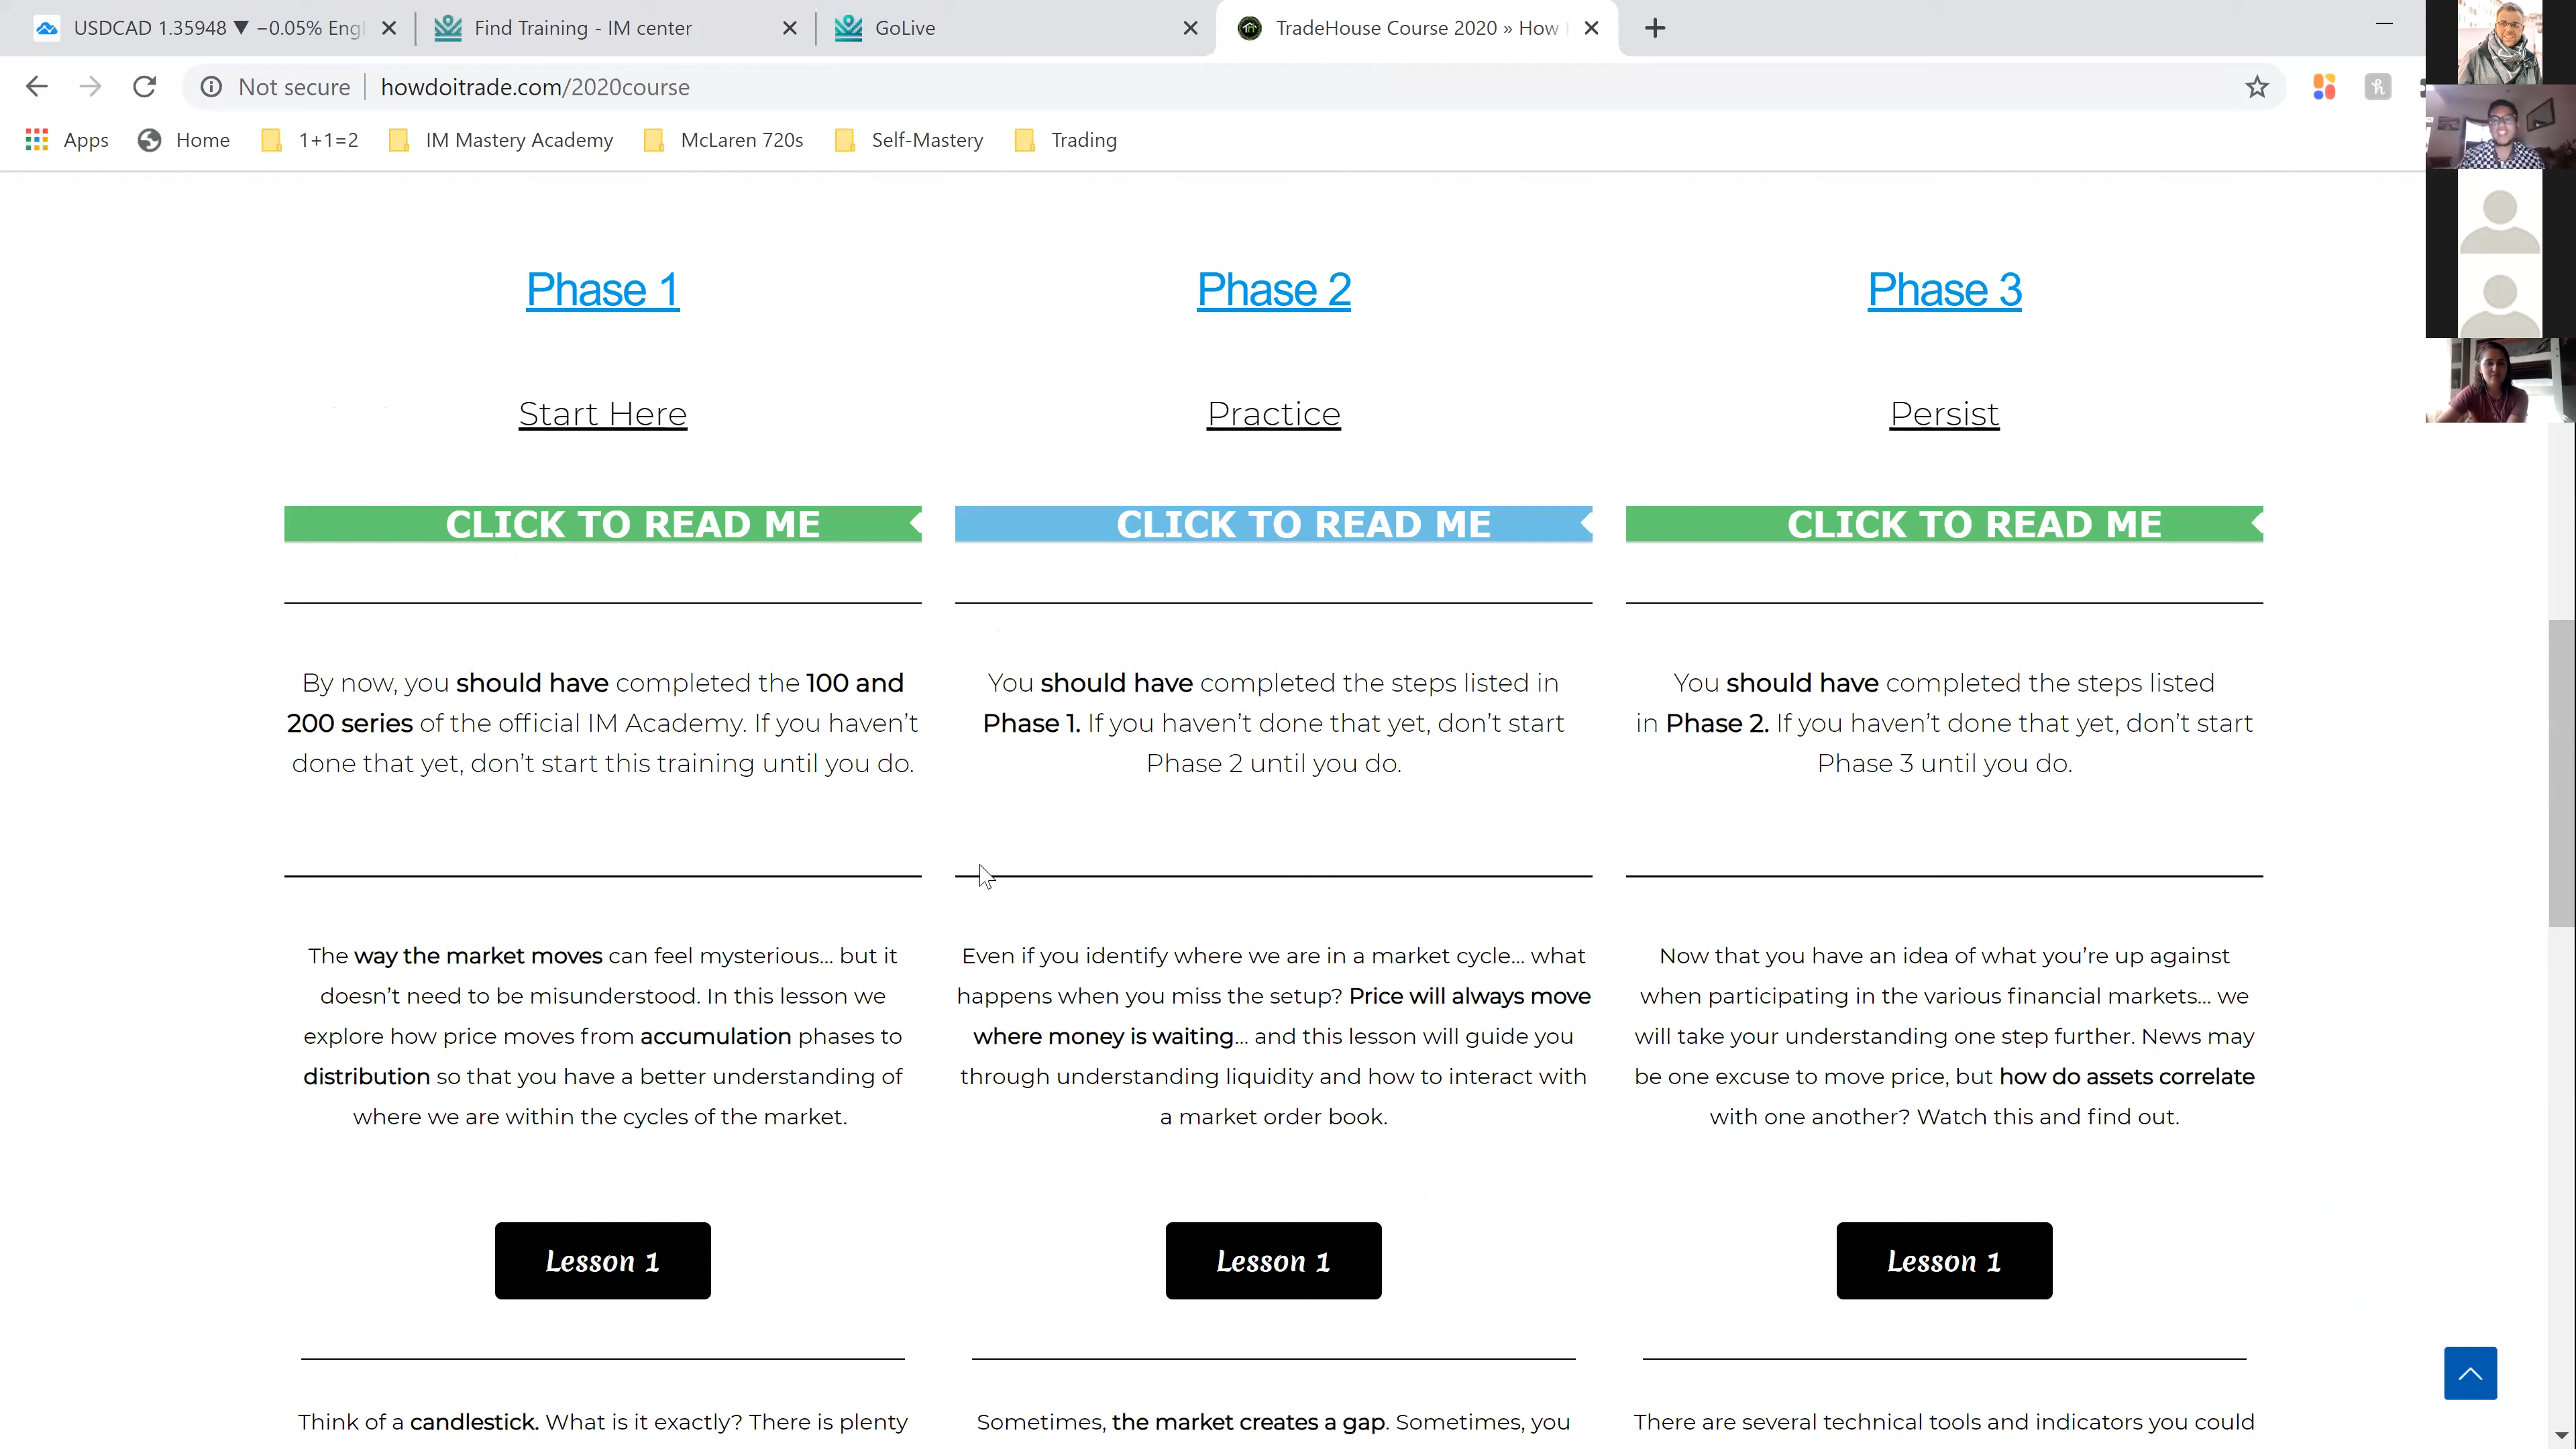 USDCAD 1.35948 ▼ −0.05% Engl
Find Training - IM center
GoLive
TradeHouse Course 2020 » How
Not secure
howdoitrade.com/2020course
Apps
Home
1+1=2
IM Mastery Academy
McLaren 720s
Self-Mastery
Trading
Phase 1
Start Here
CLICK TO READ ME
By now, you should have completed the 100 and
200 series of the official IM Academy. If you haven't
done that yet, don't start this training until you do.
The way the market moves can feel mysterious... but it
doesn't need to be misunderstood. In this lesson we
explore how price moves from accumulation phases to
distribution so that you have a better understanding of
where we are within the cycles of the market.
Lesson 1
Think of a candlestick. What is it exactly? There is plenty
Phase 2
Practice
CLICK TO READ ME
You should have completed the steps listed in
Phase 1. If you haven't done that yet, don't start
Phase 2 until you do.
Even if you identify where we are in a market cycle... what
happens when you miss the setup? Price will always move
where money is waiting... and this lesson will guide you
through understanding liquidity and how to interact with
a market order book.
Lesson 1
Sometimes, the market creates a gap. Sometimes, you
Phase 3
Persist
CLICK TO READ ME
You should have completed the steps listed
in Phase 2. If you haven't done that yet, don't start
Phase 3 until you do.
Now that you have an idea of what you're up against
when participating in the various financial markets... we
will take your understanding one step further. News may
be one excuse to move price, but how do assets correlate
with one another? Watch this and find out.
Lesson 1
There are several technical tools and indicators you could